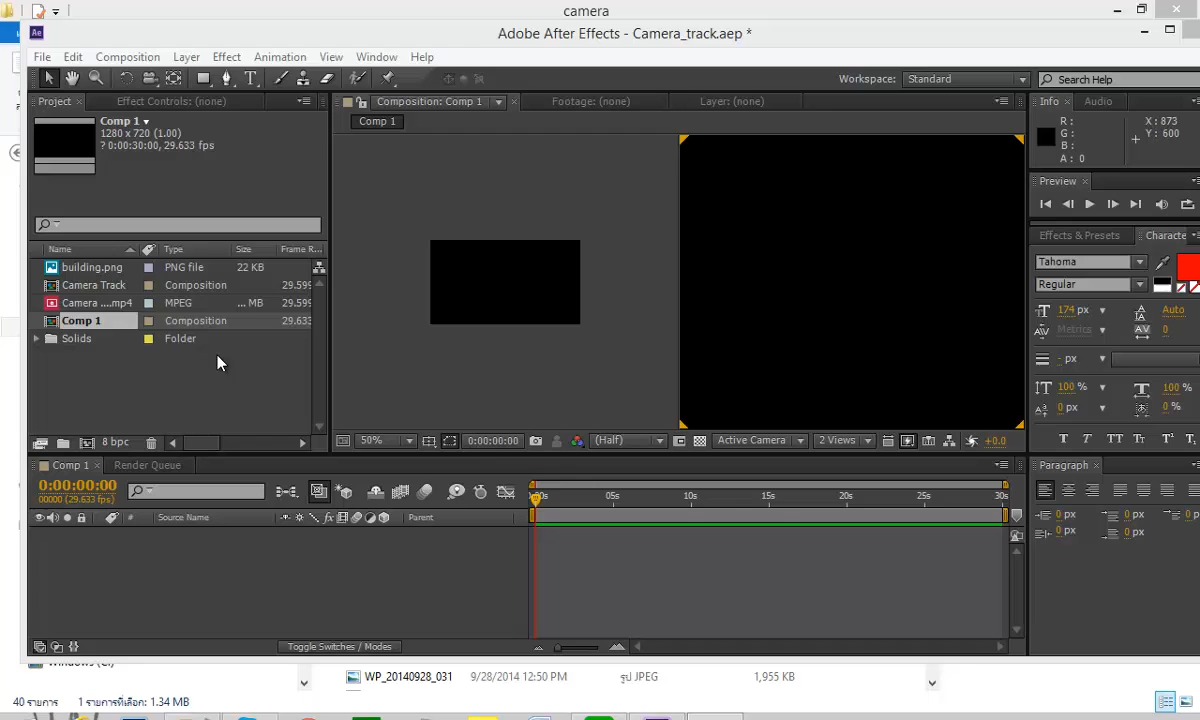 camera
Ae
Adobe After Effects - Camera_track.aep *
File Edit Composition Layer Effect Animation View Window Help
Workspace: Standard Search Help
Project × Effect Controls: (none)
Composition: Comp 1 × Footage: (none) Layer: (none)
Info × Audio
Comp 1
1280 x 720 (1.00)
? 0:00:30:00, 29.633 fps
Comp 1
R :
G :
B :
A : 0
X : 873
Y : 600
Preview ×
Name Type Size Frame R...
Effects & Presets Characte
building.png PNG file 22 KB
Camera Track Composition 29.599
Camera ....mp4 MPEG ... MB 29.599
Comp 1 Composition 29.633
Solids Folder
Tahoma
Regular
174 px Auto
Metrics 0
- px
100 % 100 %
0 px 0 %
T T TT Tr T¹ T
8 bpc
50% 0:00:00:00 (Half) Active Camera 2 Views +0.0
Comp 1 × Render Queue
Paragraph ×
0:00:00:00
00000 (29.633 fps)
:00s 05s 10s 15s 20s 25s 30s
# Source Name Parent
0 px 0 px 0 p
0 px 0 px
Toggle Switches / Modes
Windows (C:)
WP_20140928_031 9/28/2014 12:50 PM รูป JPEG 1,955 KB
40 รายการ 1 รายการที่เลือก: 1.34 MB